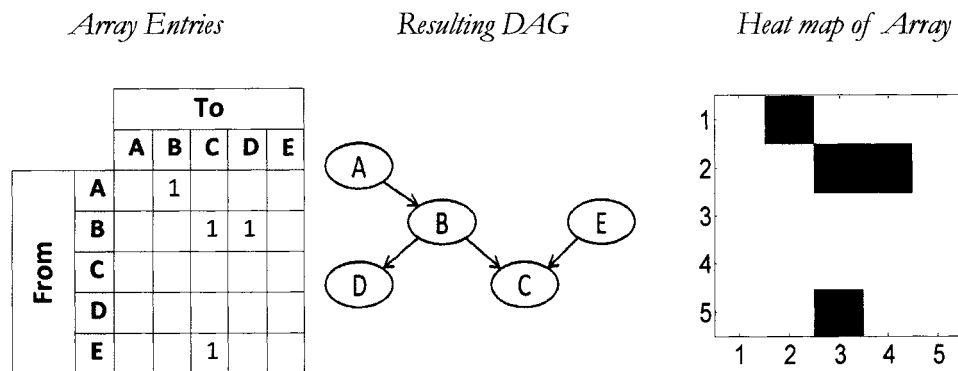 Array Entries
Resulting DAG
Heat map of Array
To
A B C D E
From
A 1
B 1 1
C
D
E 1
A
B
E
D
C
1
2
3
4
5
1 2 3 4 5